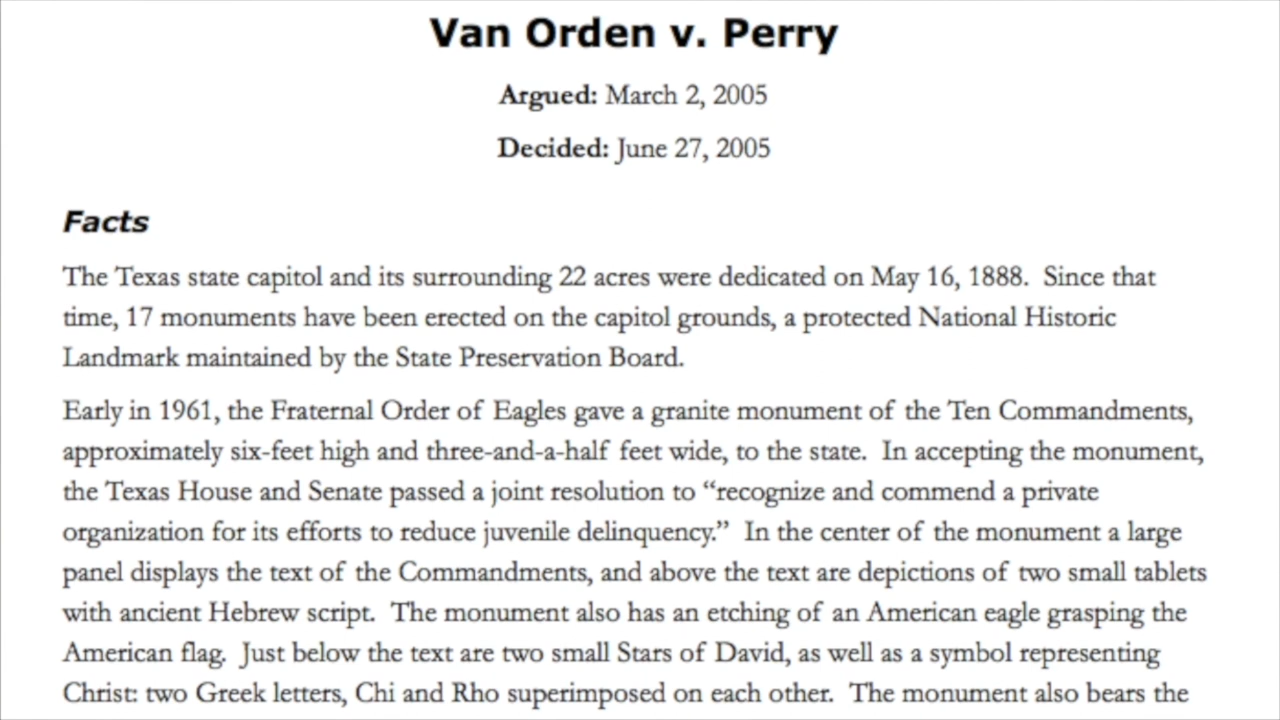 Van Orden v. Perry
Argued: March 2, 2005
Decided: June 27, 2005
Facts
The Texas state capitol and its surrounding 22 acres were dedicated on May 16, 1888.  Since that
time, 17 monuments have been erected on the capitol grounds, a protected National Historic
Landmark maintained by the State Preservation Board.
Early in 1961, the Fraternal Order of Eagles gave a granite monument of the Ten Commandments,
approximately six-feet high and three-and-a-half feet wide, to the state.  In accepting the monument,
the Texas House and Senate passed a joint resolution to “recognize and commend a private
organization for its efforts to reduce juvenile delinquency.”  In the center of the monument a large
panel displays the text of the Commandments, and above the text are depictions of two small tablets
with ancient Hebrew script.  The monument also has an etching of an American eagle grasping the
American flag.  Just below the text are two small Stars of David, as well as a symbol representing
Christ: two Greek letters, Chi and Rho superimposed on each other.  The monument also bears the